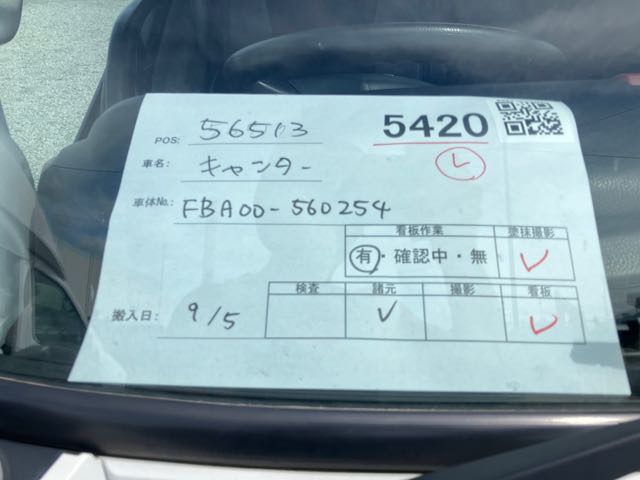 POS: 56513 5420
レ
車名: キャンター
車体No.: FBA00-560254
看板作業 塗抹撮影
有・確認中・無 ✓
検査 諸元 撮影 看板
搬入日: 9/5 ✓ ✓